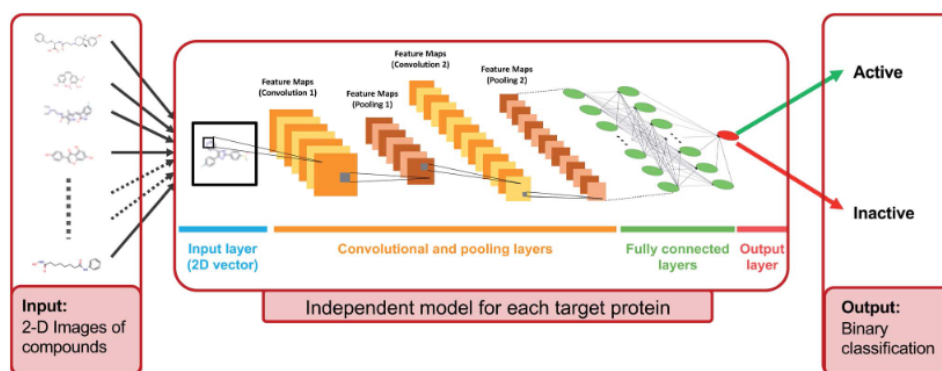 Input:
2-D Images of
compounds
Feature Maps
(Convolution 1)
Feature Maps
(Pooling 1)
Feature Maps
(Convolution 2)
Feature Maps
(Pooling 2)
Input layer
(2D vector)
Convolutional and pooling layers
Fully connected
layers
Output
layer
Independent model for each target protein
Active
Inactive
Output:
Binary
classification